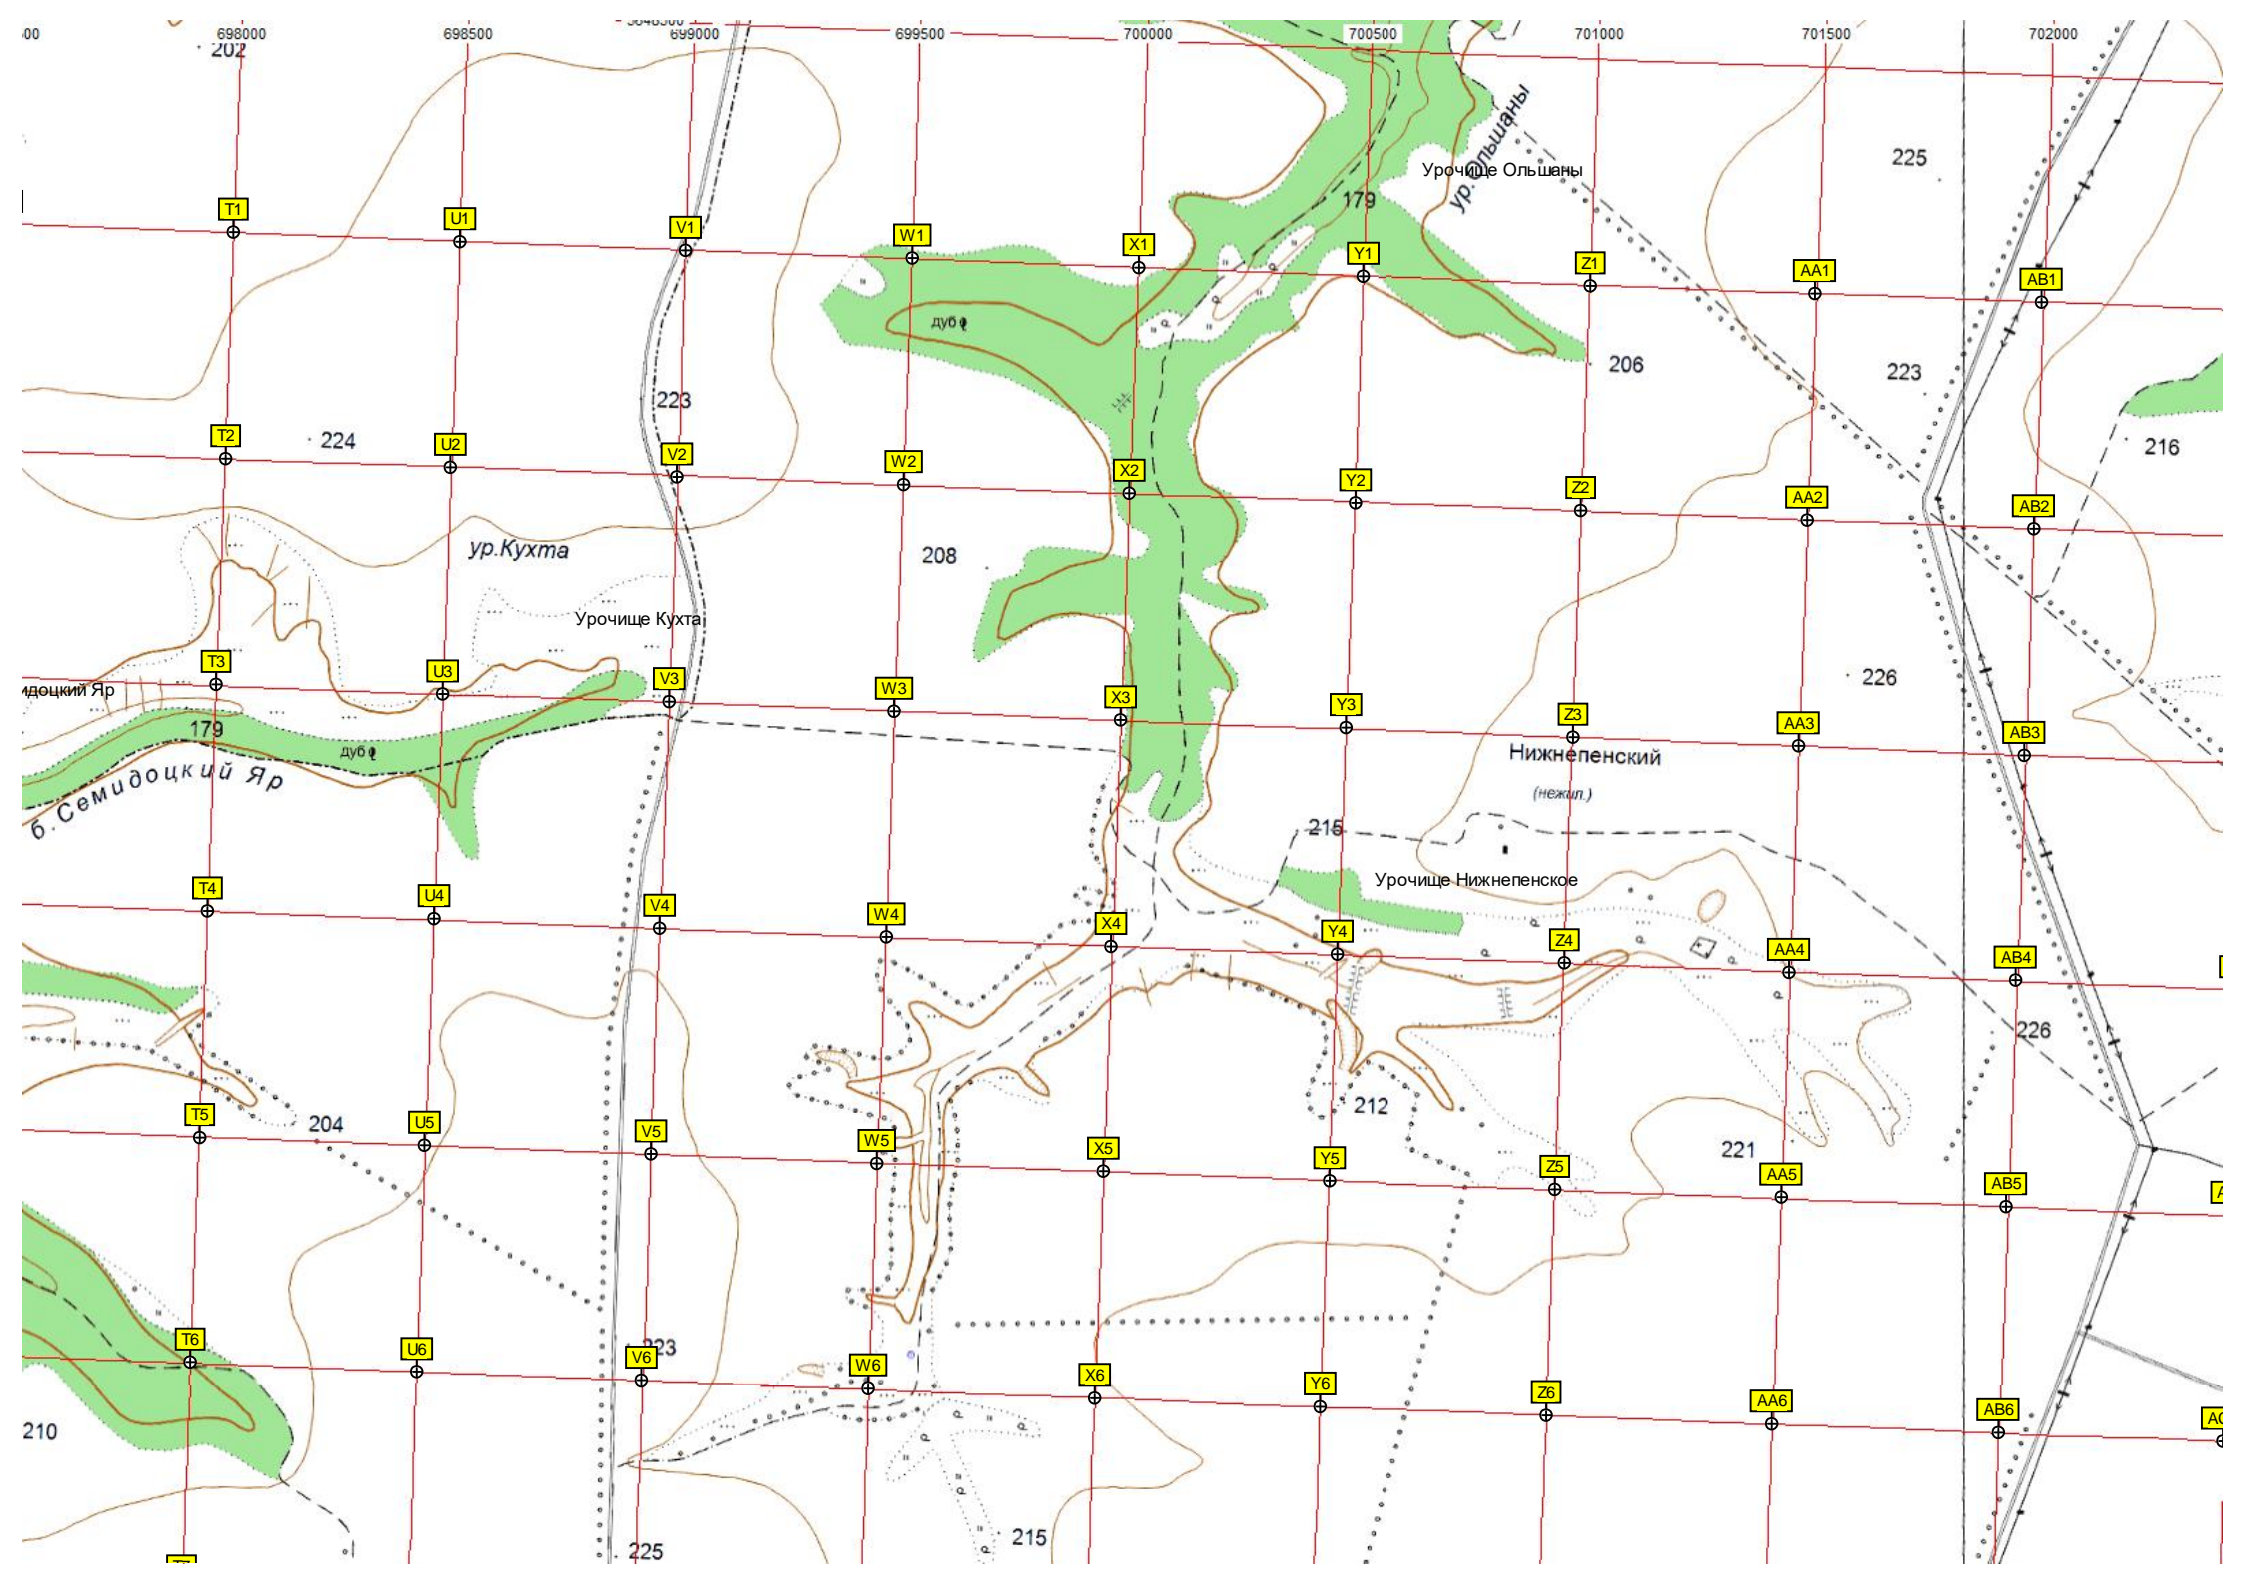 00 698000 698500 699000 699500 700000 700500 701000 701500 702000
202
ур.Ольшаны
225
Урочище Ольшаны
179
T1 U1 V1 W1 X1 Y1 Z1 AA1 AB1
дуб
206
223
223
216
224
T2 U2 V2 W2 X2 Y2 Z2 AA2 AB2
ур.Кухта
208
Урочище Кухта
226
T3 U3 V3 W3 X3 Y3 Z3 AA3 AB3
идоцкий Яр
179
дуб
Нижнепенский
(нежил.)
б. Семидоцкий Яр
215
Урочище Нижнепенское
T4 U4 V4 W4 X4 Y4 Z4 AA4 AB4
226
212
204
221
T5 U5 V5 W5 X5 Y5 Z5 AA5 AB5
223
T6 U6 V6 W6 X6 Y6 Z6 AA6 AB6
210
215
225